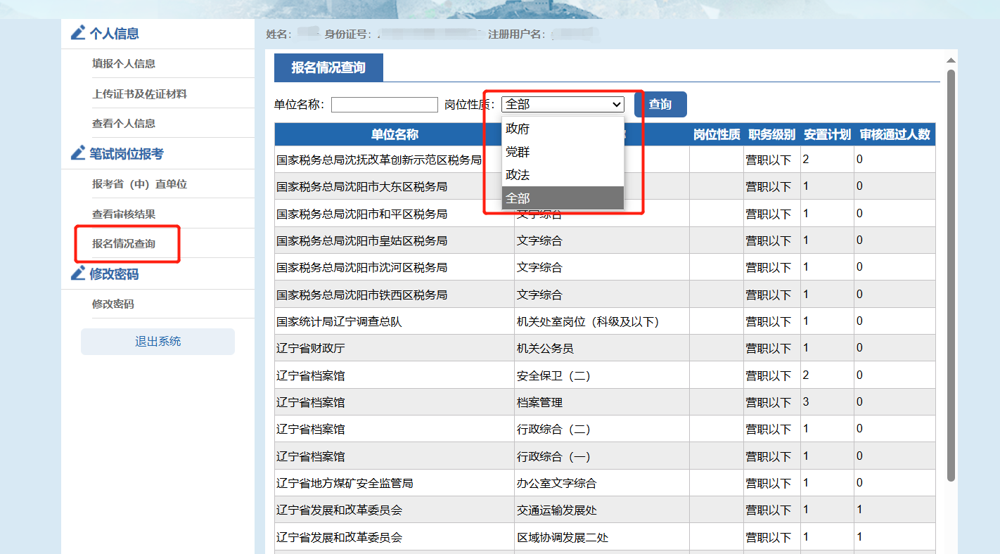 个人信息
填报个人信息
上传证书及佐证材料
查看个人信息
笔试岗位报考
报考省（中）直单位
查看审核结果
报名情况查询
修改密码
修改密码
退出系统
姓名： 身份证号： 注册用户名：
报名情况查询
单位名称： 岗位性质： 全部 查询
政府
党群
政法
全部
单位名称 岗位性质 职务级别 安置计划 审核通过人数
国家税务总局沈抚改革创新示范区税务局 营职以下 2 0
国家税务总局沈阳市大东区税务局 营职以下 1 0
国家税务总局沈阳市和平区税务局 文字综合 营职以下 1 0
国家税务总局沈阳市皇姑区税务局 文字综合 营职以下 1 0
国家税务总局沈阳市沈河区税务局 文字综合 营职以下 1 0
国家税务总局沈阳市铁西区税务局 文字综合 营职以下 1 0
国家统计局辽宁调查总队 机关处室岗位（科级及以下） 营职以下 1 0
辽宁省财政厅 机关公务员 营职以下 1 0
辽宁省档案馆 安全保卫（二） 营职以下 2 0
辽宁省档案馆 档案管理 营职以下 3 0
辽宁省档案馆 行政综合（二） 营职以下 1 0
辽宁省档案馆 行政综合（一） 营职以下 1 0
辽宁省地方煤矿安全监管局 办公室文字综合 营职以下 1 0
辽宁省发展和改革委员会 交通运输发展处 营职以下 1 1
辽宁省发展和改革委员会 区域协调发展二处 营职以下 1 1